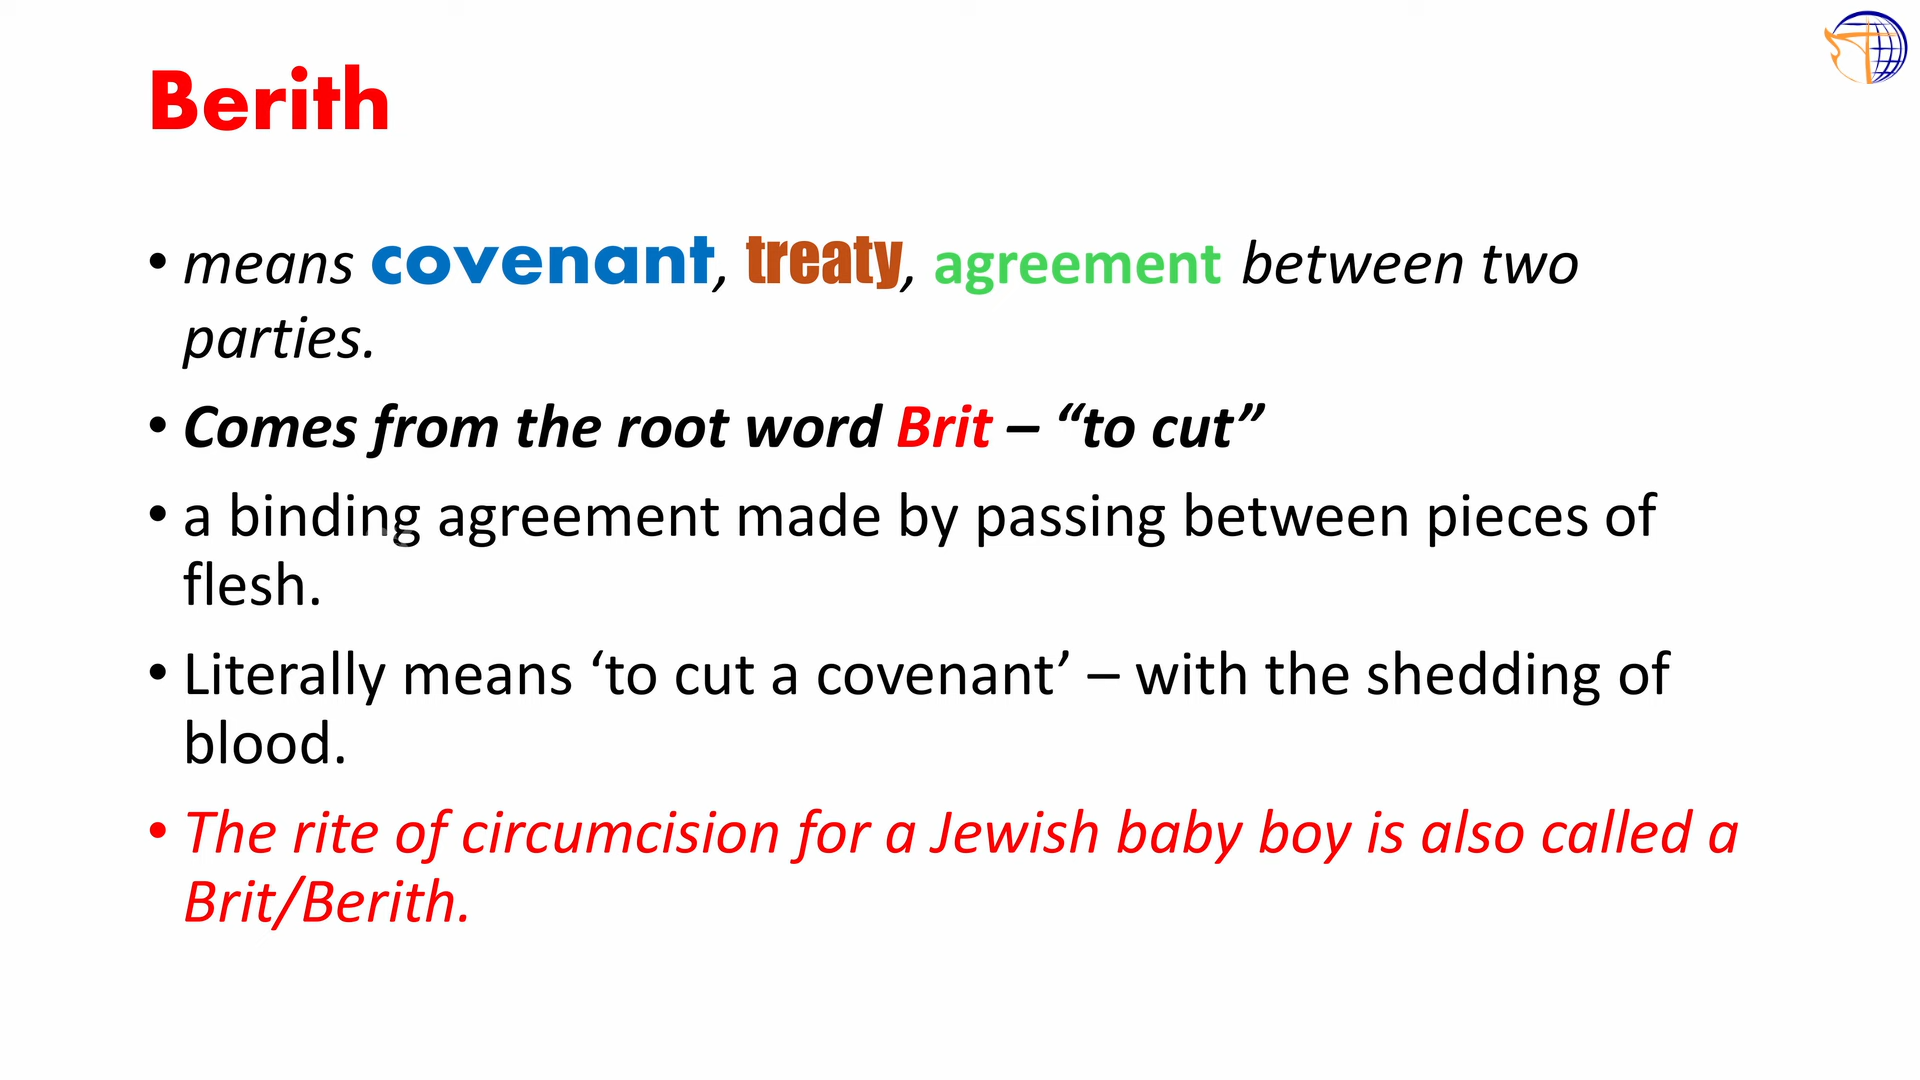 Berith
• means covenant, treaty, agreement between two
parties.
• Comes from the root word Brit – “to cut”
• a binding agreement made by passing between pieces of
flesh.
• Literally means ‘to cut a covenant’ – with the shedding of
blood.
• The rite of circumcision for a Jewish baby boy is also called a
Brit/Berith.